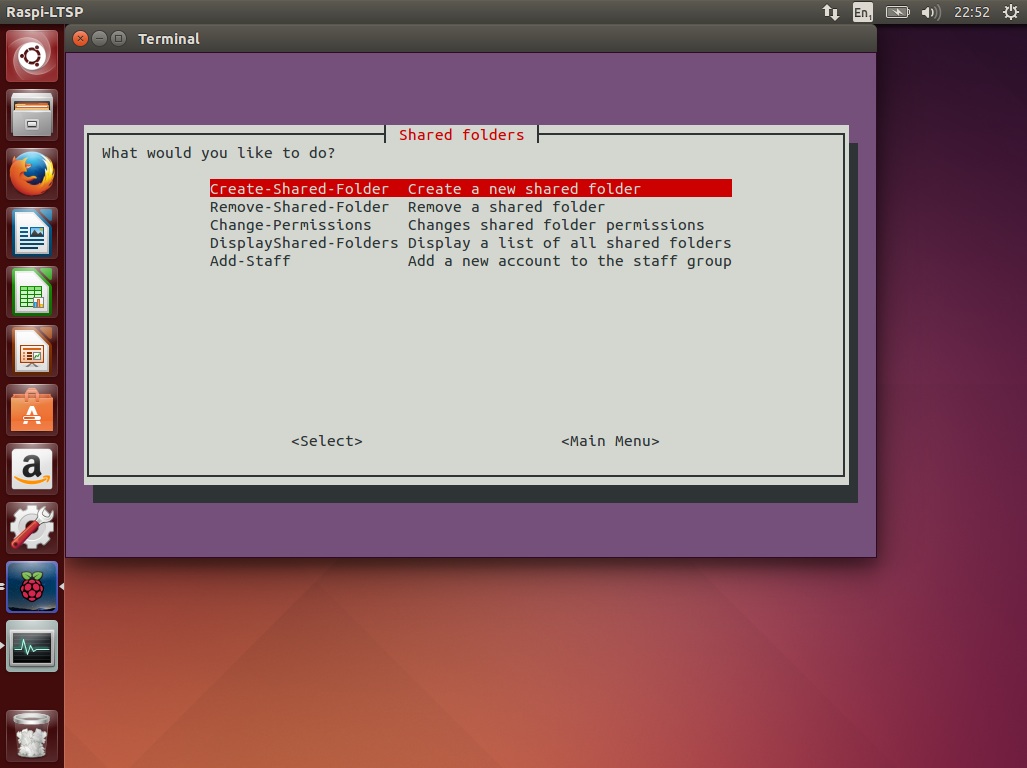 Raspi-LTSP
En1
22:52
Terminal
Shared folders
What would you like to do?
Create-Shared-Folder Create a new shared folder
Remove-Shared-Folder Remove a shared folder
Change-Permissions Changes shared folder permissions
DisplayShared-Folders Display a list of all shared folders
Add-Staff Add a new account to the staff group
<Select> <Main Menu>
A
a